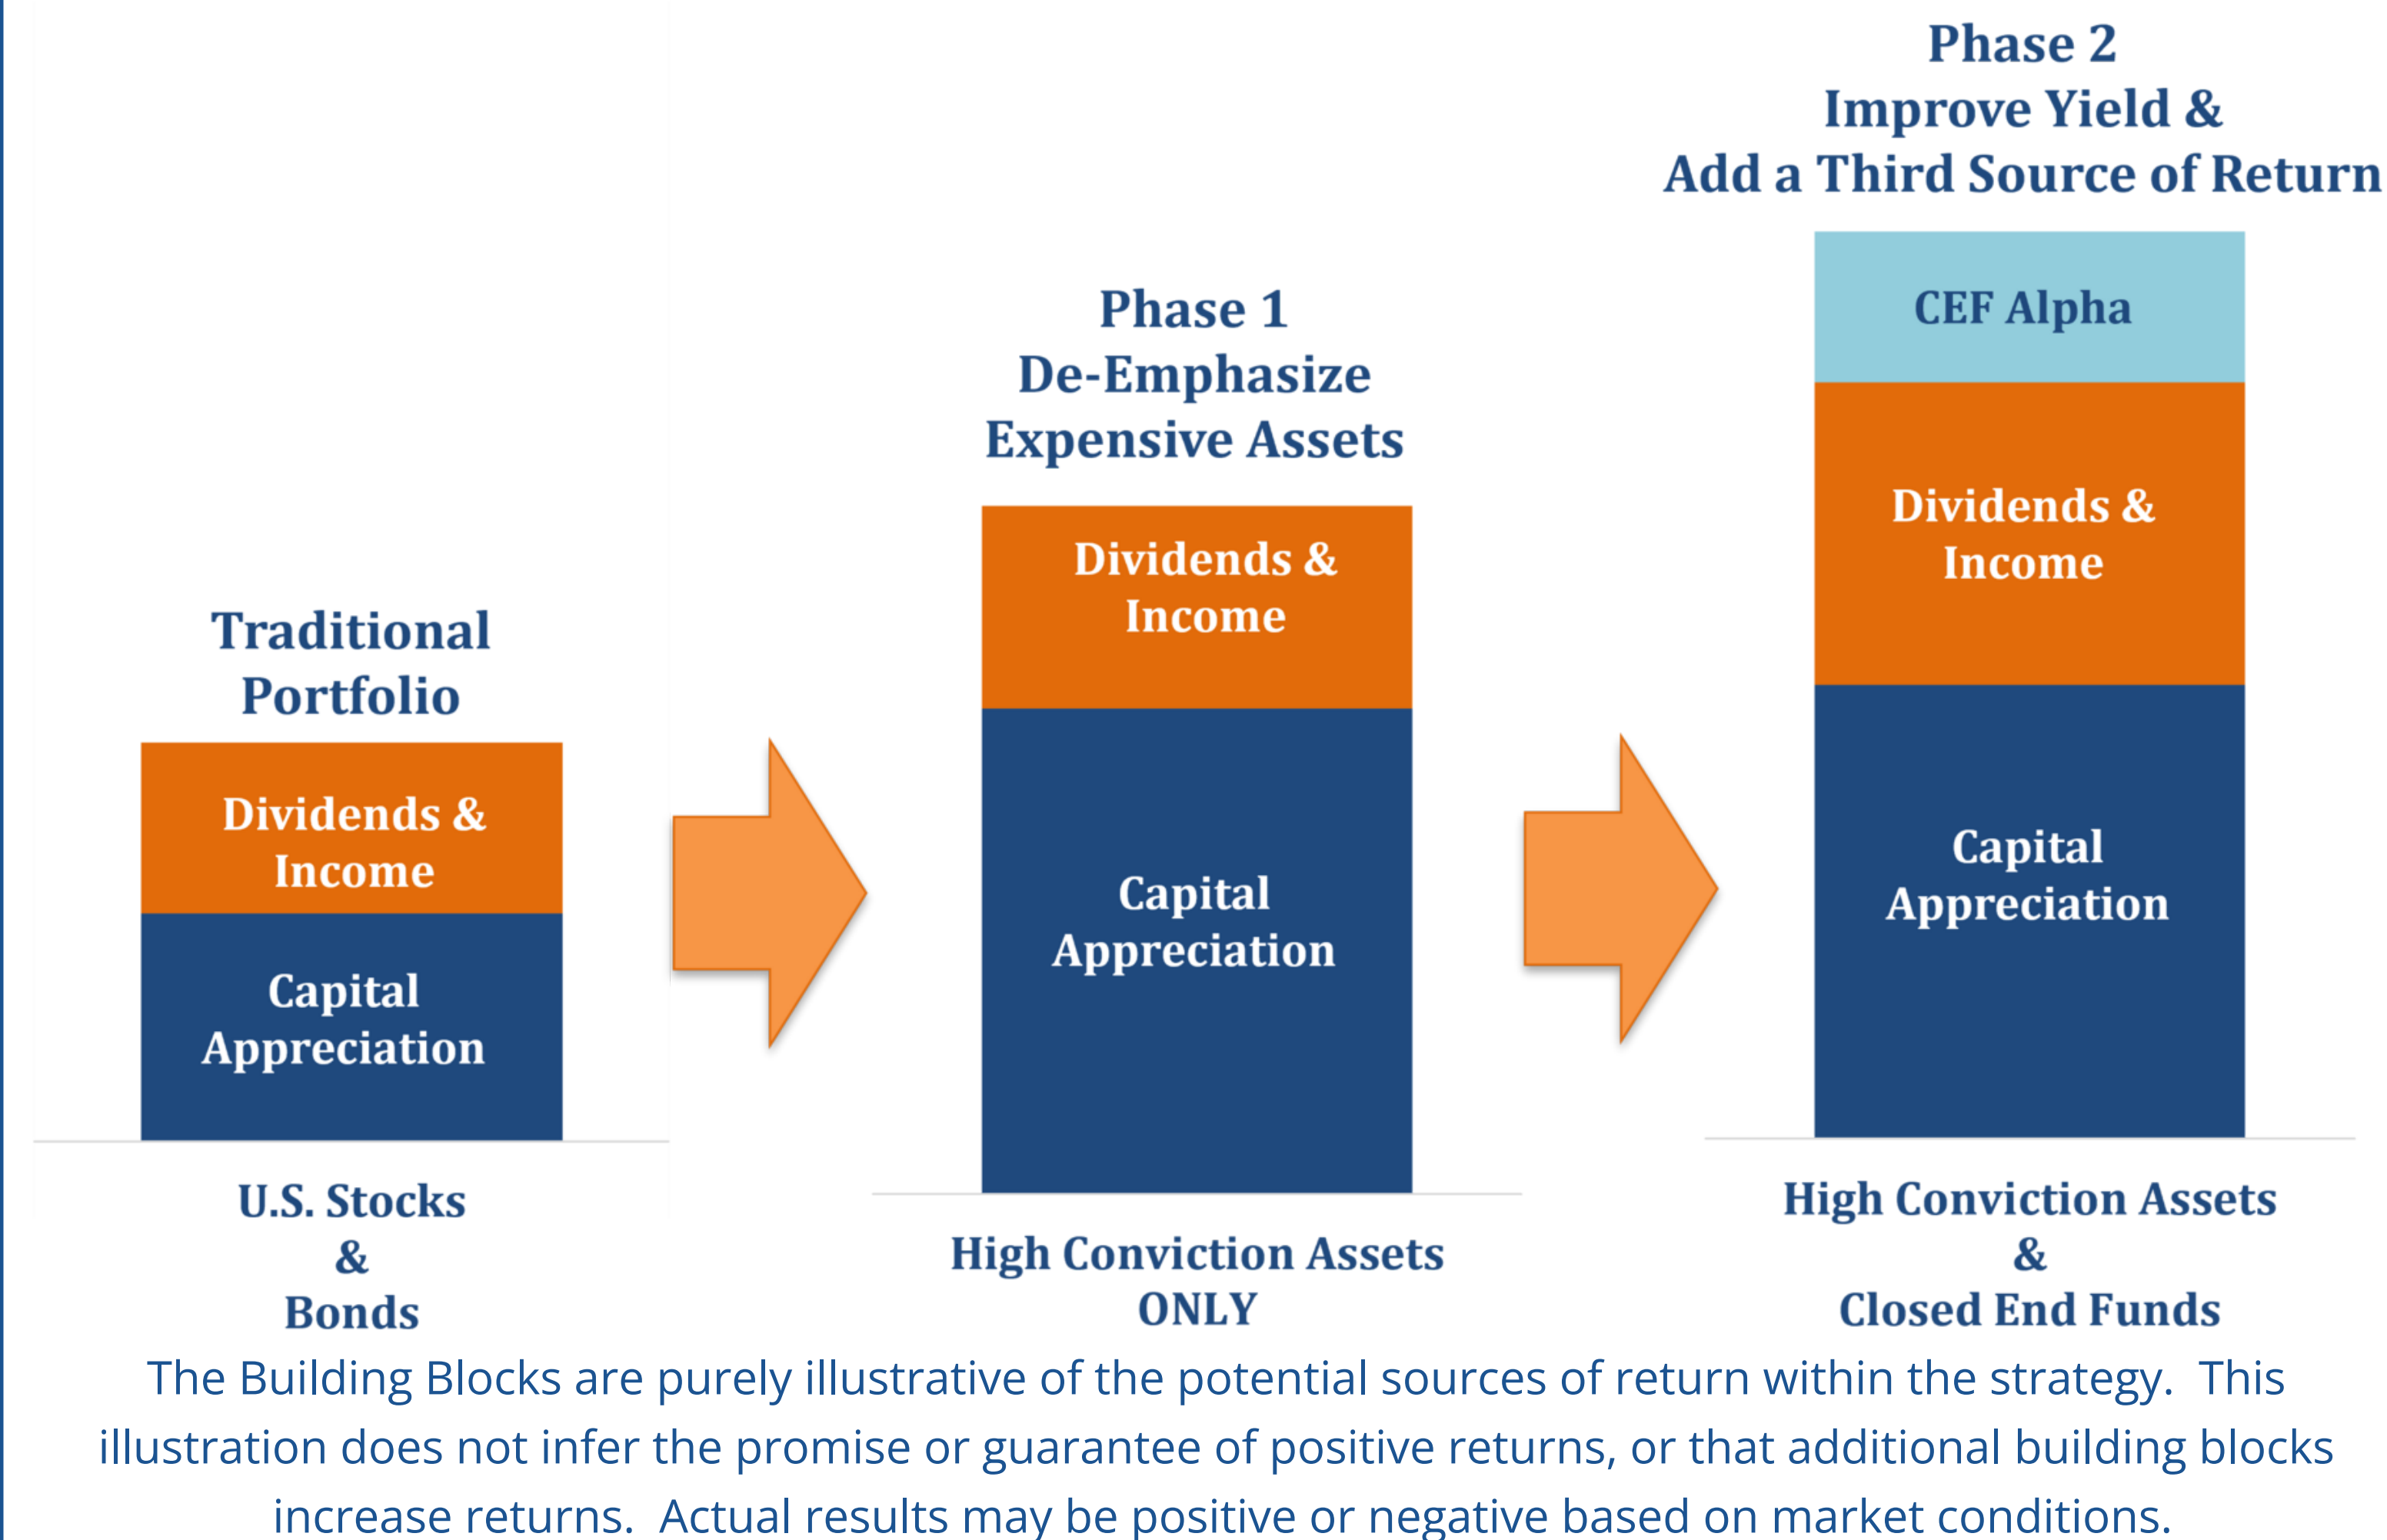 Traditional
Portfolio
Dividends &
Income
Capital
Appreciation
U.S. Stocks
&
Bonds
Phase 1
De-Emphasize
Expensive Assets
Dividends &
Income
Capital
Appreciation
High Conviction Assets
ONLY
Phase 2
Improve Yield &
Add a Third Source of Return
CEF Alpha
Dividends &
Income
Capital
Appreciation
High Conviction Assets
&
Closed End Funds
The Building Blocks are purely illustrative of the potential sources of return within the strategy.  This
illustration does not infer the promise or guarantee of positive returns, or that additional building blocks
increase returns.  Actual results may be positive or negative based on market conditions.